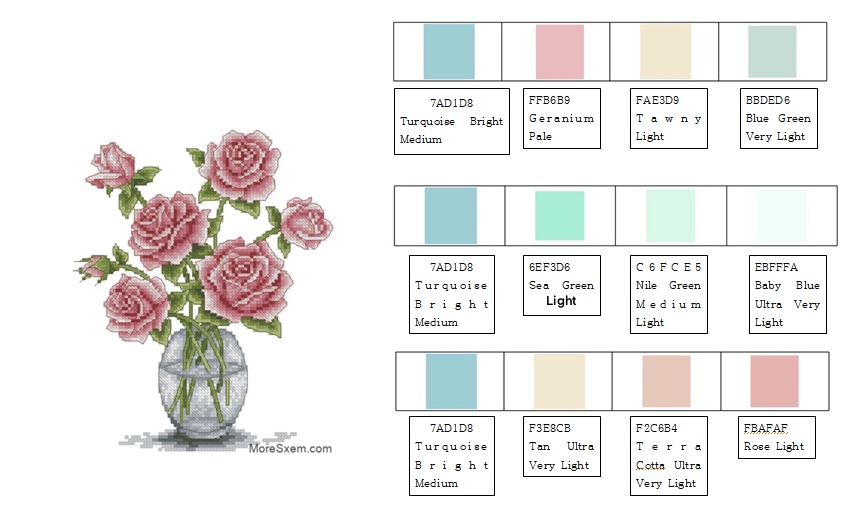 7AD1D8
Turquoise Bright
Medium
FFB6B9
Geranium
Pale
FAE3D9
Tawny
Light
BBDED6
Blue Green
Very Light
7AD1D8
Turquoise
Bright
Medium
6EF3D6
Sea Green
Light
C6FCE5
Nile Green
Medium
Light
EBFFFA
Baby Blue
Ultra Very
Light
7AD1D8
Turquoise
Bright
Medium
F3E8CB
Tan Ultra
Very Light
F2C6B4
Terra
Cotta Ultra
Very Light
FBAFAF
Rose Light
MoreSxem.com